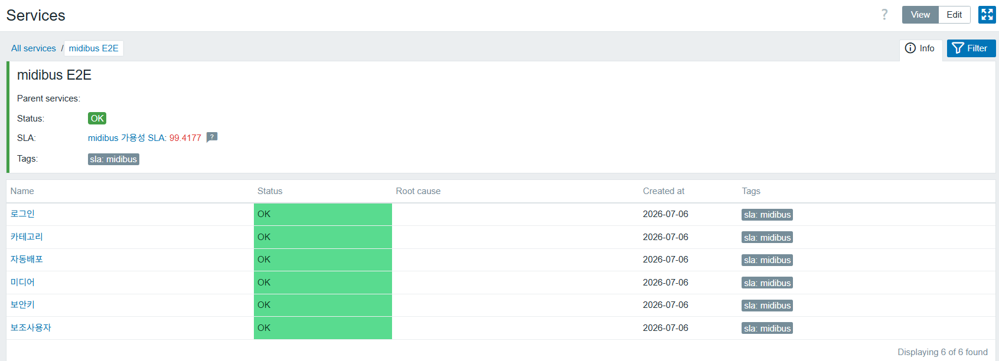 Services
? View Edit
All services / midibus E2E
Info Filter
midibus E2E
Parent services:
Status: OK
SLA: midibus 가용성 SLA: 99.4177 ?
Tags: sla: midibus
Name Status Root cause Created at Tags
로그인 OK 2026-07-06 sla: midibus
카테고리 OK 2026-07-06 sla: midibus
자동배포 OK 2026-07-06 sla: midibus
미디어 OK 2026-07-06 sla: midibus
보안키 OK 2026-07-06 sla: midibus
보조사용자 OK 2026-07-06 sla: midibus
Displaying 6 of 6 found